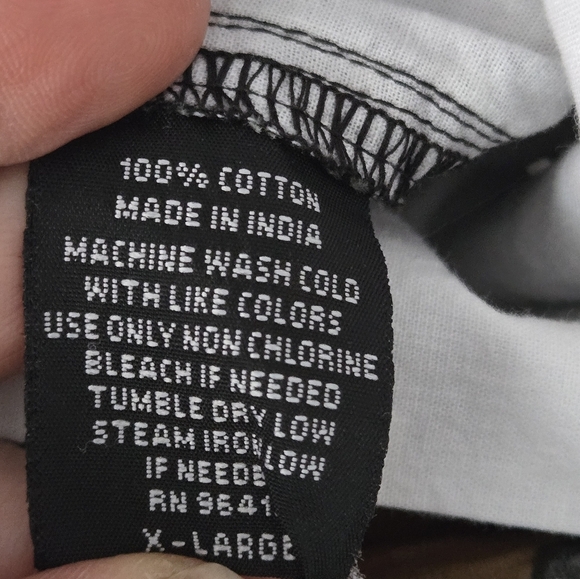 100% COTTON
MADE IN INDIA
MACHINE WASH COLD
WITH LIKE COLORS
USE ONLY NON CHLORINE
BLEACH IF NEEDED
TUMBLE DRY LOW
STEAM IRON LOW
IF NEEDE
RN 9641
X-LARGE